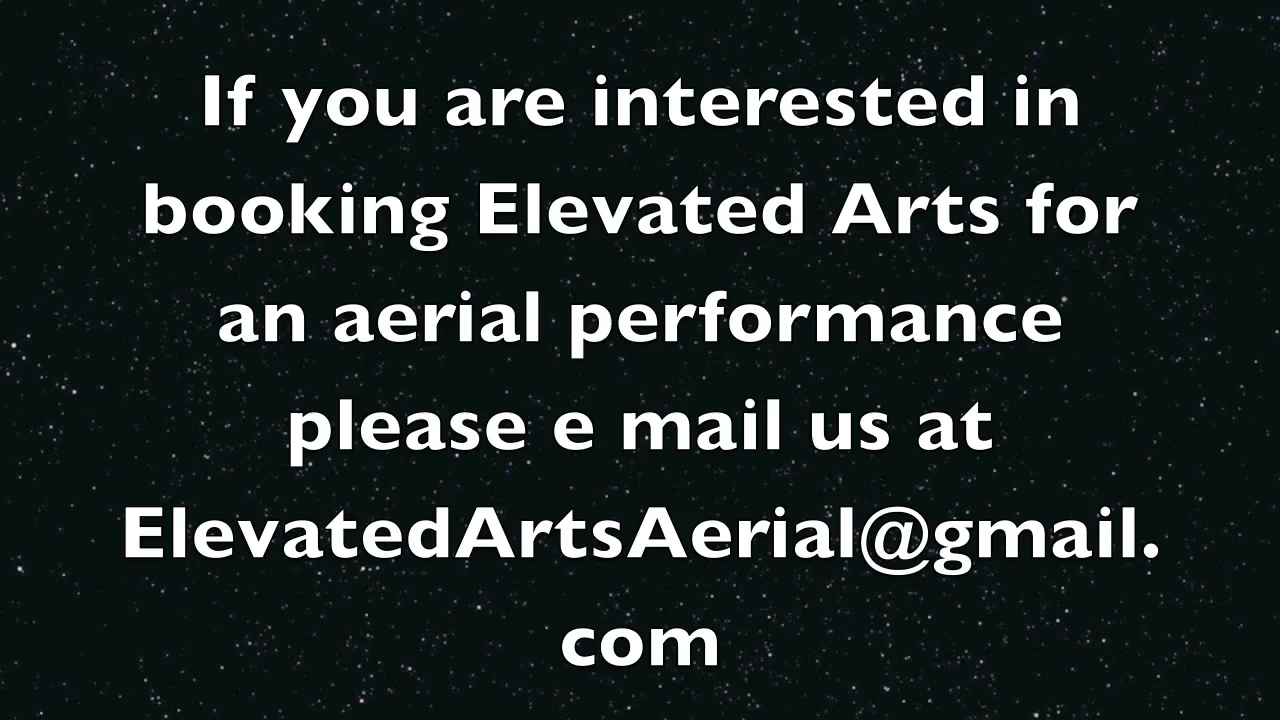 If you are interested in
booking Elevated Arts for
an aerial performance
please e mail us at
ElevatedArtsAerial@gmail.
com